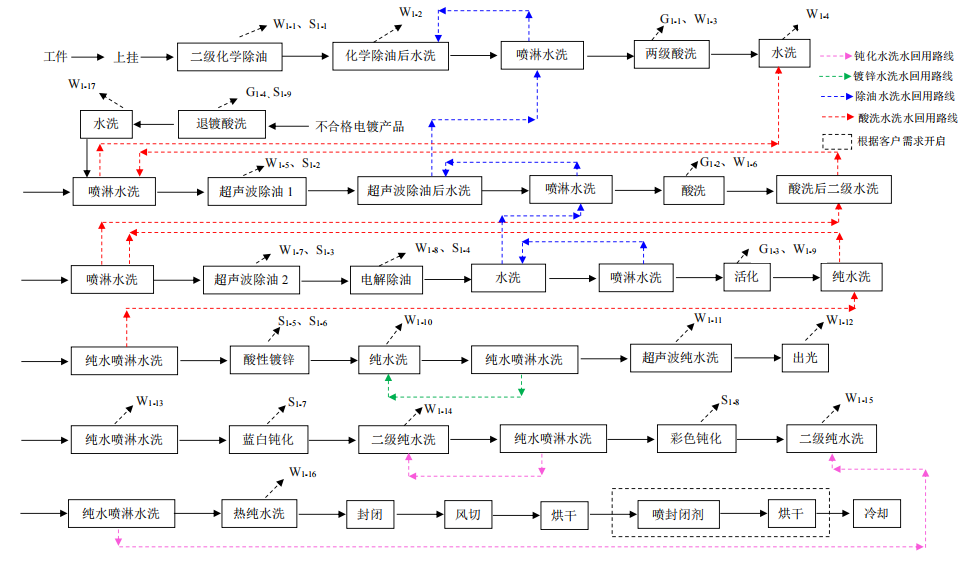 W1-1、S1-1
W1-2
G1-1、W1-3
W1-4
工件
上挂
二级化学除油
化学除油后水洗
喷淋水洗
两级酸洗
水洗
钝化水洗水回用路线
镀锌水洗水回用路线
除油水洗水回用路线
酸洗水洗水回用路线
根据客户需求开启
W1-17
G1-4、S1-9
水洗
退镀酸洗
不合格电镀产品
W1-5、S1-2
G1-2、W1-6
喷淋水洗
超声波除油 1
超声波除油后水洗
喷淋水洗
酸洗
酸洗后二级水洗
W1-7、S1-3
W1-8、S1-4
G1-3、W1-9
喷淋水洗
超声波除油 2
电解除油
水洗
喷淋水洗
活化
纯水洗
S1-5、S1-6
W1-10
W1-11
W1-12
纯水喷淋水洗
酸性镀锌
纯水洗
纯水喷淋水洗
超声波纯水洗
出光
W1-13
S1-7
W1-14
S1-8
W1-15
纯水喷淋水洗
蓝白钝化
二级纯水洗
纯水喷淋水洗
彩色钝化
二级纯水洗
W1-16
纯水喷淋水洗
热纯水洗
封闭
风切
烘干
喷封闭剂
烘干
冷却